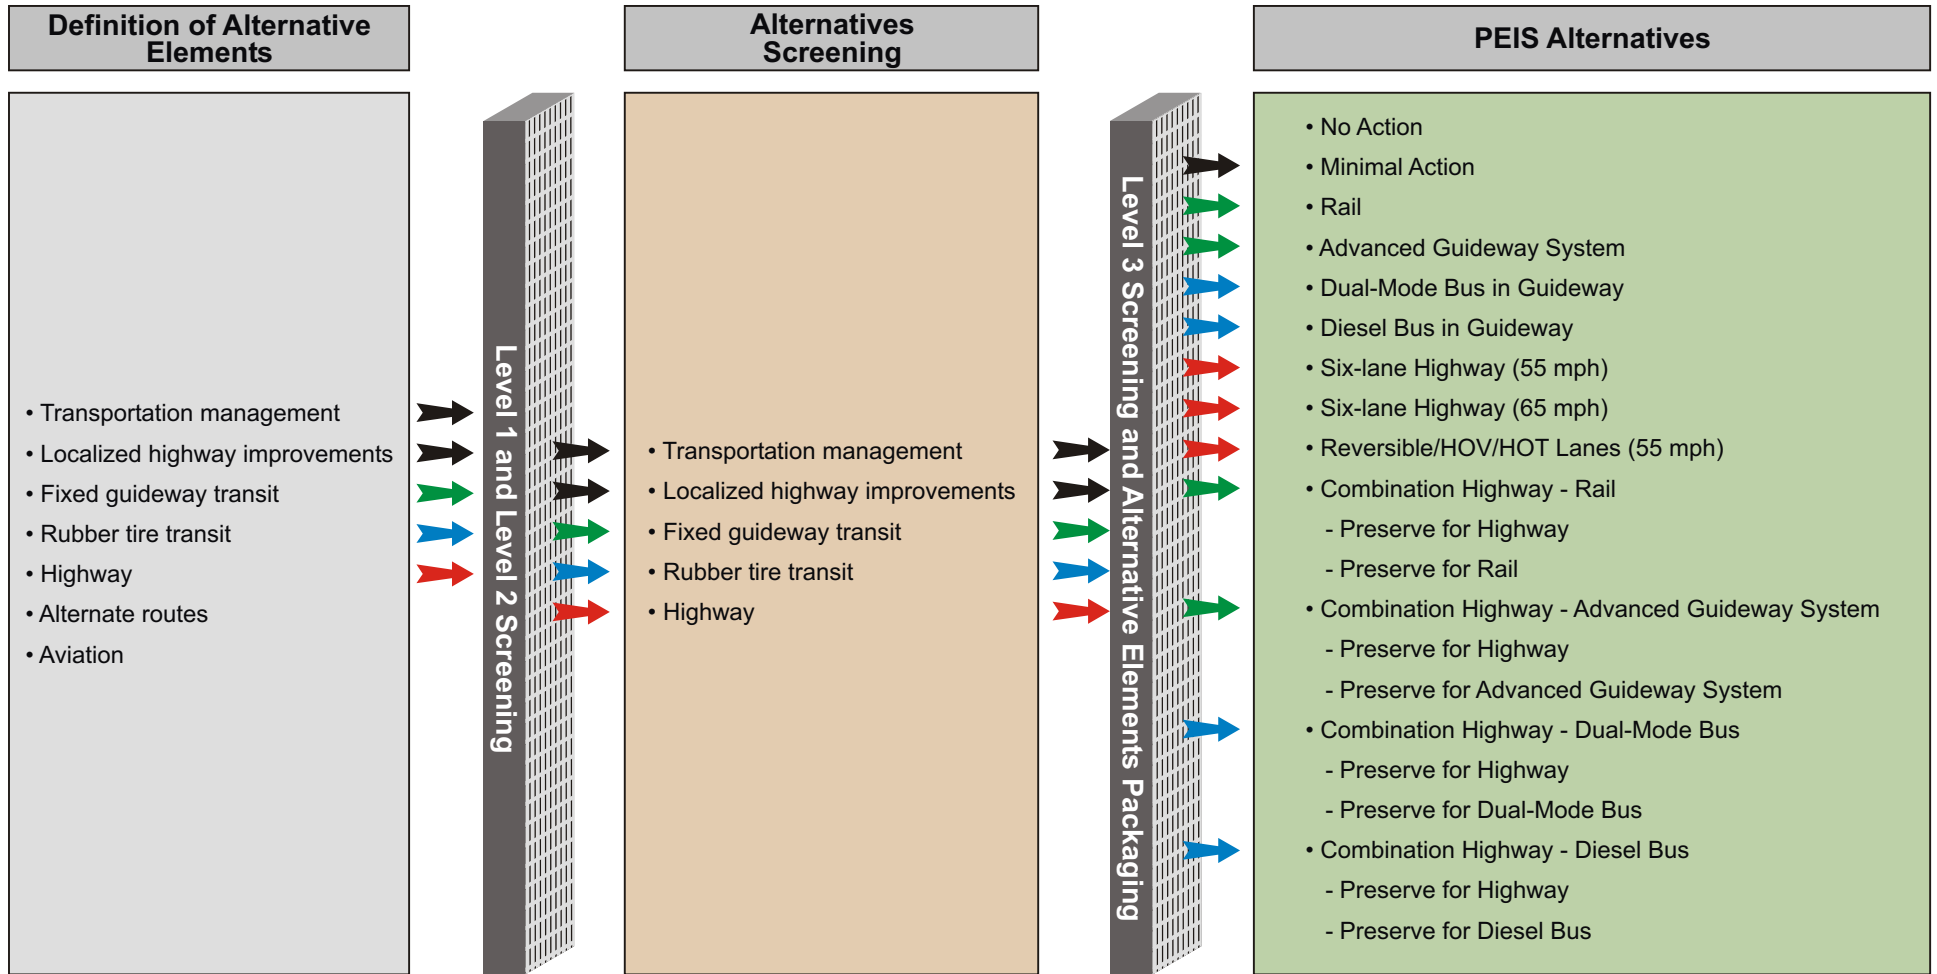 Definition of Alternative
Elements
• Transportation management
• Localized highway improvements
• Fixed guideway transit
• Rubber tire transit
• Highway
• Alternate routes
• Aviation
Level 1 and Level 2 Screening
Alternatives
Screening
• Transportation management
• Localized highway improvements
• Fixed guideway transit
• Rubber tire transit
• Highway
Level 3 Screening and Alternative Elements Packaging
PEIS Alternatives
• No Action
• Minimal Action
• Rail
• Advanced Guideway System
• Dual-Mode Bus in Guideway
• Diesel Bus in Guideway
• Six-lane Highway (55 mph)
• Six-lane Highway (65 mph)
• Reversible/HOV/HOT Lanes (55 mph)
• Combination Highway - Rail
- Preserve for Highway
- Preserve for Rail
• Combination Highway - Advanced Guideway System
- Preserve for Highway
- Preserve for Advanced Guideway System
• Combination Highway - Dual-Mode Bus
- Preserve for Highway
- Preserve for Dual-Mode Bus
• Combination Highway - Diesel Bus
- Preserve for Highway
- Preserve for Diesel Bus